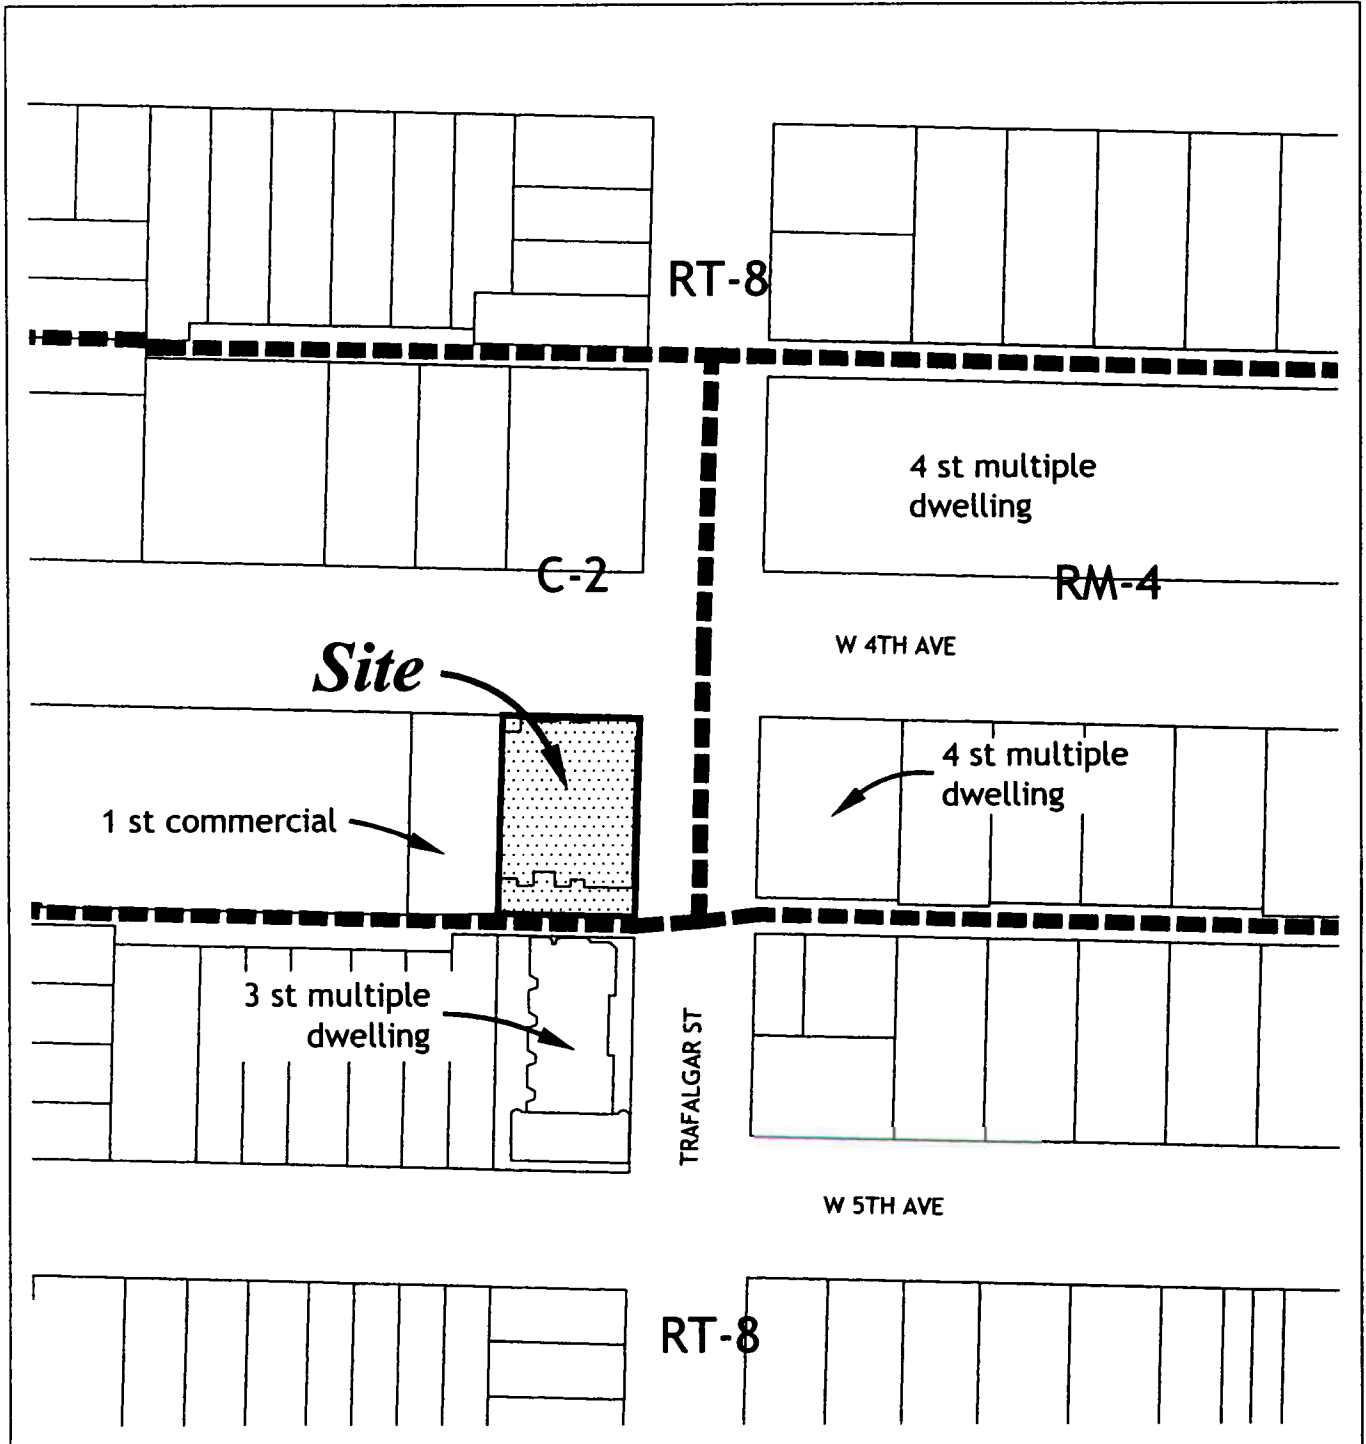 RT-8
4 st multiple
dwelling
C-2
RM-4
W 4TH AVE
Site
4 st multiple
dwelling
1 st commercial
3 st multiple
dwelling
TRAFALGAR ST
W 5TH AVE
RT-8